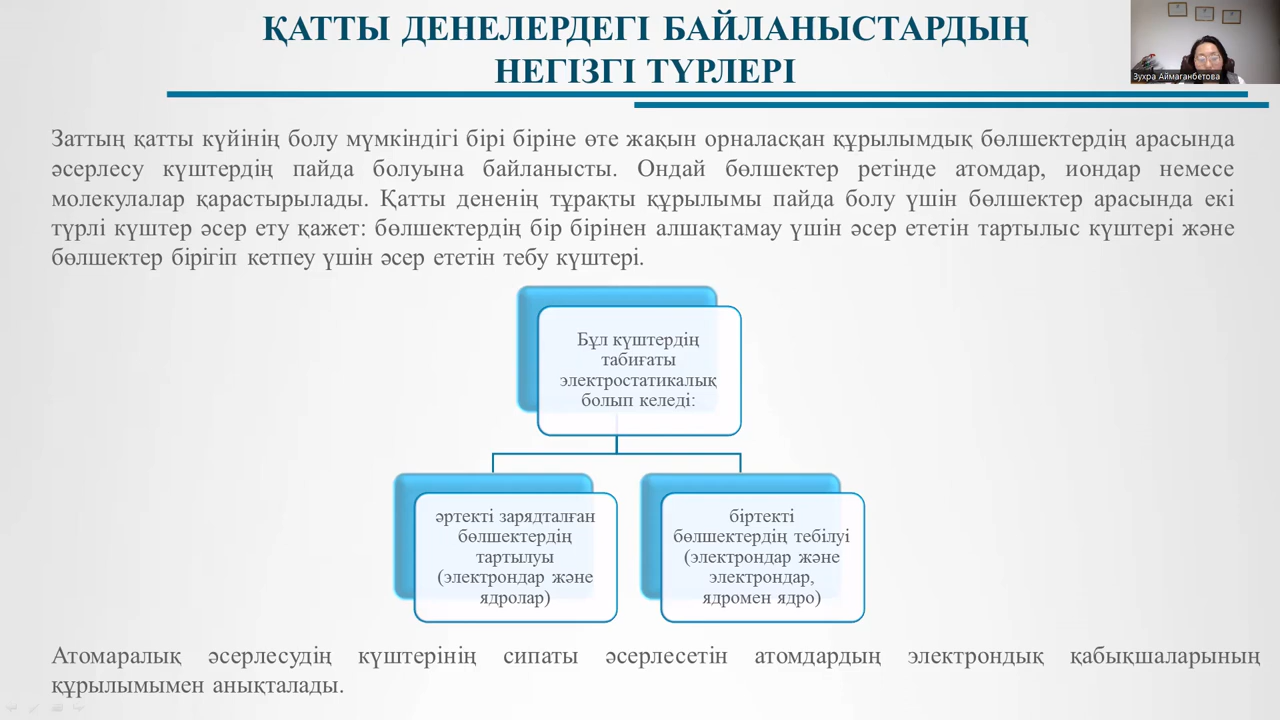 ҚАТТЫ ДЕНЕЛЕРДЕГІ БАЙЛАНЫСТАРДЫҢ
НЕГІЗГІ ТҮРЛЕРІ
Зухра Аймаганбетова
Заттың қатты күйінің болу мүмкіндігі бірі біріне өте жақын орналасқан құрылымдық бөлшектердің арасында
әсерлесу күштердің пайда болуына байланысты. Ондай бөлшектер ретінде атомдар, иондар немесе
молекулалар қарастырылады. Қатты дененің тұрақты құрылымы пайда болу үшін бөлшектер арасында екі
түрлі күштер әсер ету қажет: бөлшектердің бір бірінен алшақтамау үшін әсер ететін тартылыс күштері және
бөлшектер бірігіп кетпеу үшін әсер ететін тебу күштері.
Бұл күштердің
табиғаты
электростатикалық
болып келеді:
әртекті зарядталған
бөлшектердің
тартылуы
(электрондар және
ядролар)
біртекті
бөлшектердің тебілуі
(электрондар және
электрондар,
ядромен ядро)
Атомаралық әсерлесудің күштерінің сипаты әсерлесетін атомдардың электрондық қабықшаларының
құрылымымен анықталады.